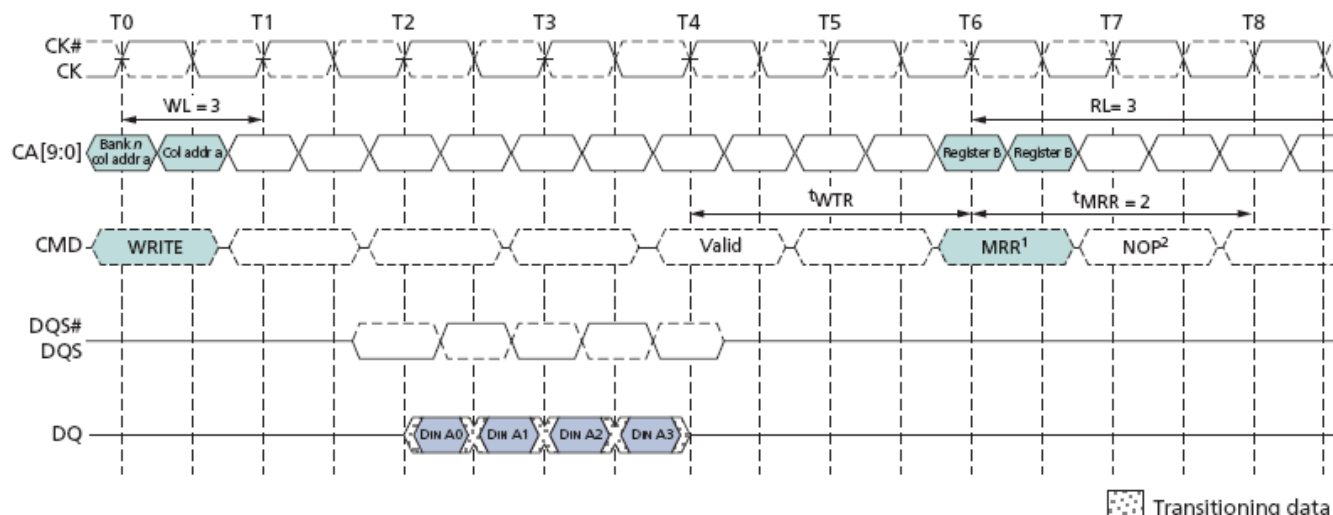 T0 T1 T2 T3 T4 T5 T6 T7 T8
CK#
CK
WL = 3 RL= 3
CA[9:0] Bank n col addr a Col addr a Register B Register B
tWTR tMRR = 2
CMD WRITE Valid MRR1 NOP2
DQS#
DQS
DQ DIN A0 DIN A1 DIN A2 DIN A3
Transitioning data